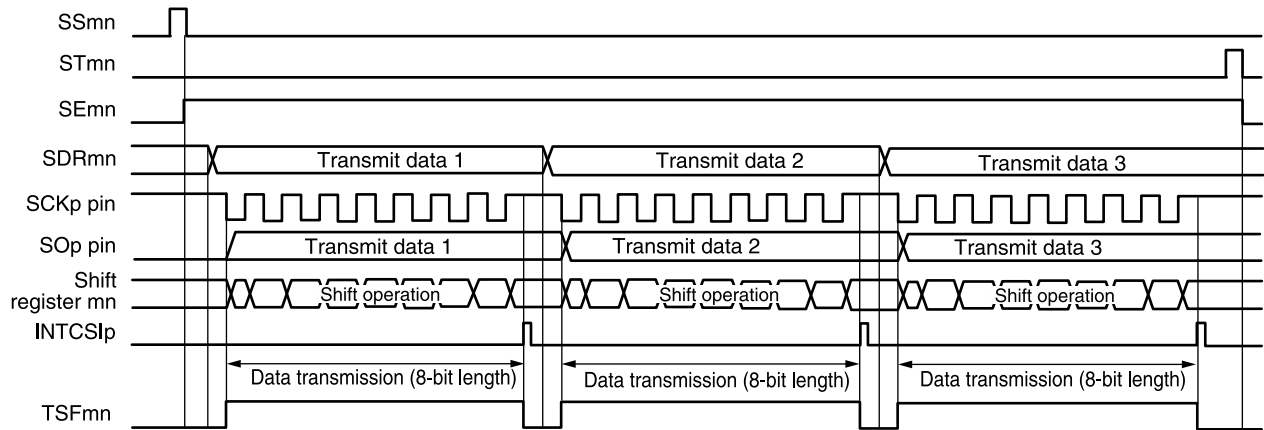 SSmn
STmn
SEmn
SDRmn Transmit data 1 Transmit data 2 Transmit data 3
SCKp pin
SOp pin Transmit data 1 Transmit data 2 Transmit data 3
Shift
register mn Shift operation Shift operation Shift operation
INTCSIp
Data transmission (8-bit length) Data transmission (8-bit length) Data transmission (8-bit length)
TSFmn